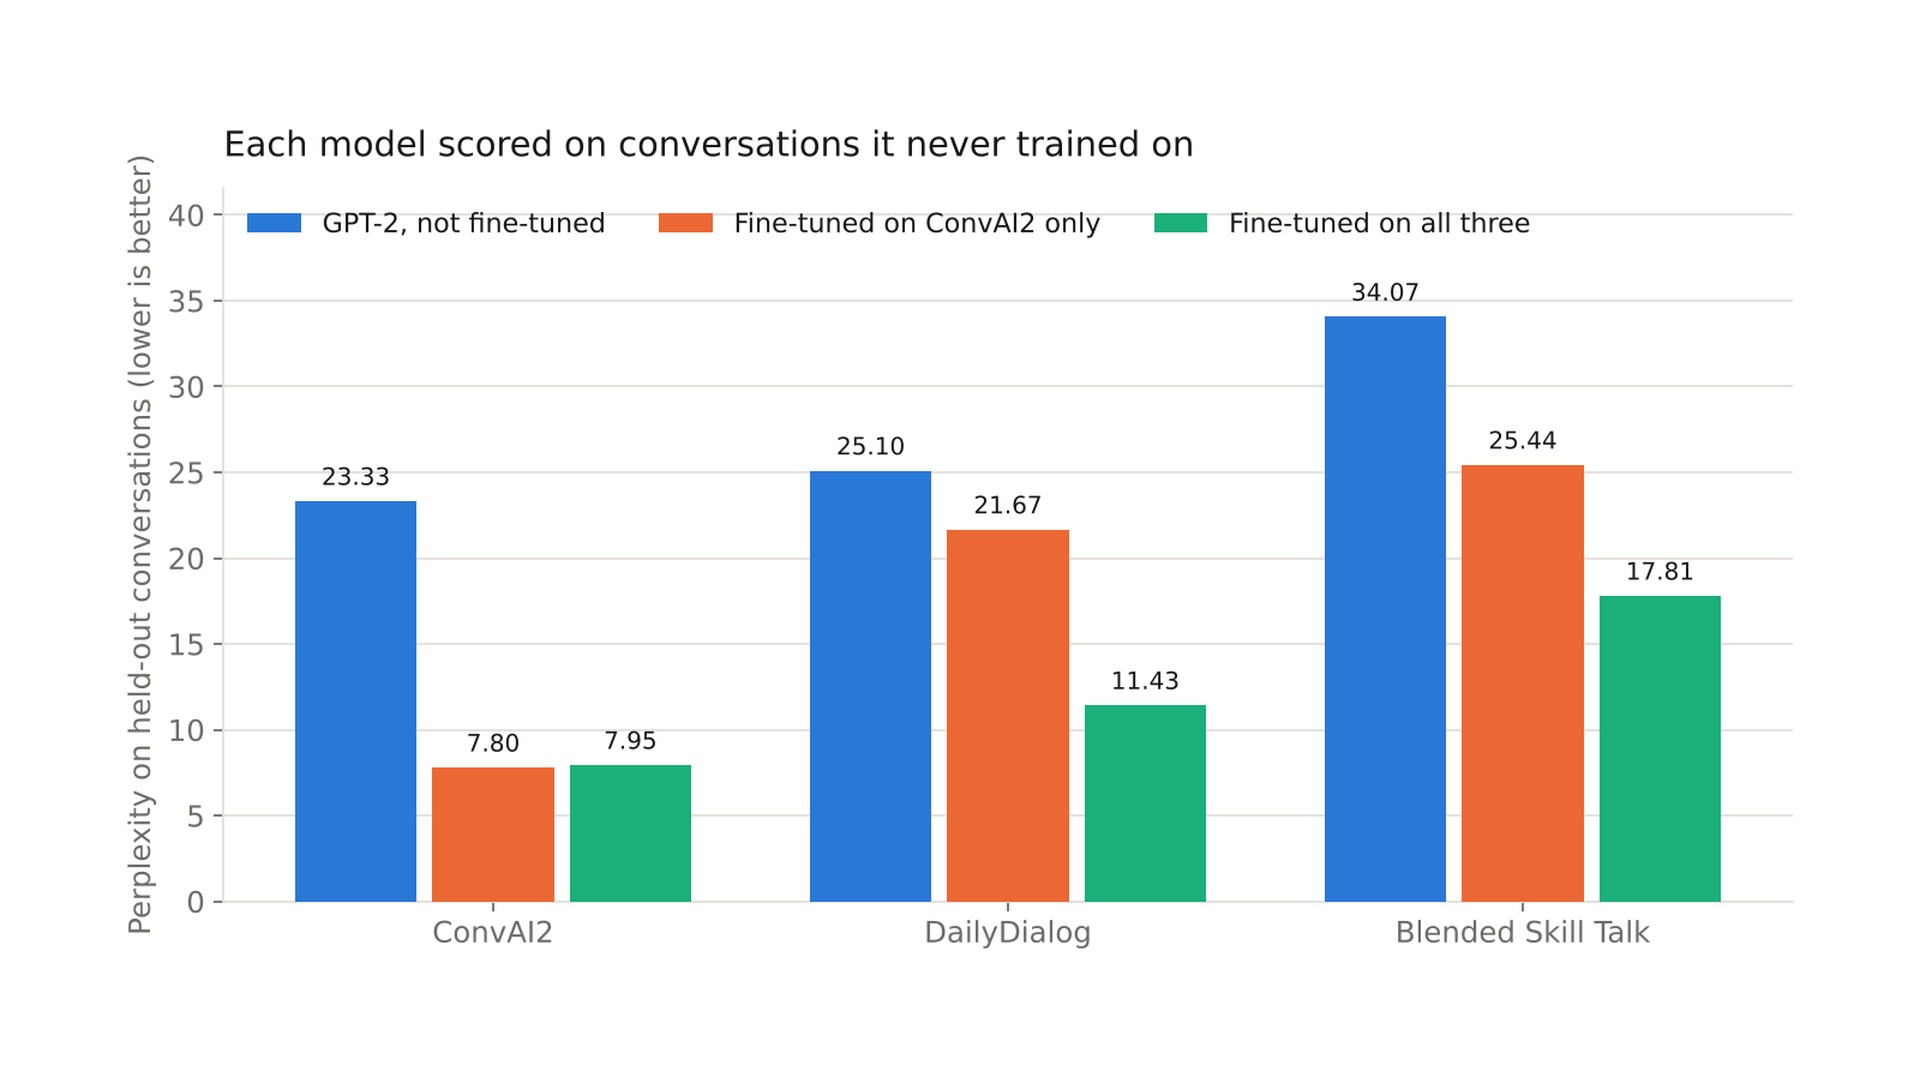 Each model scored on conversations it never trained on
Perplexity on held-out conversations (lower is better)
40
35
30
25
20
15
10
5
0
GPT-2, not fine-tuned
Fine-tuned on ConvAI2 only
Fine-tuned on all three
23.33
7.80
7.95
25.10
21.67
11.43
34.07
25.44
17.81
ConvAI2
DailyDialog
Blended Skill Talk